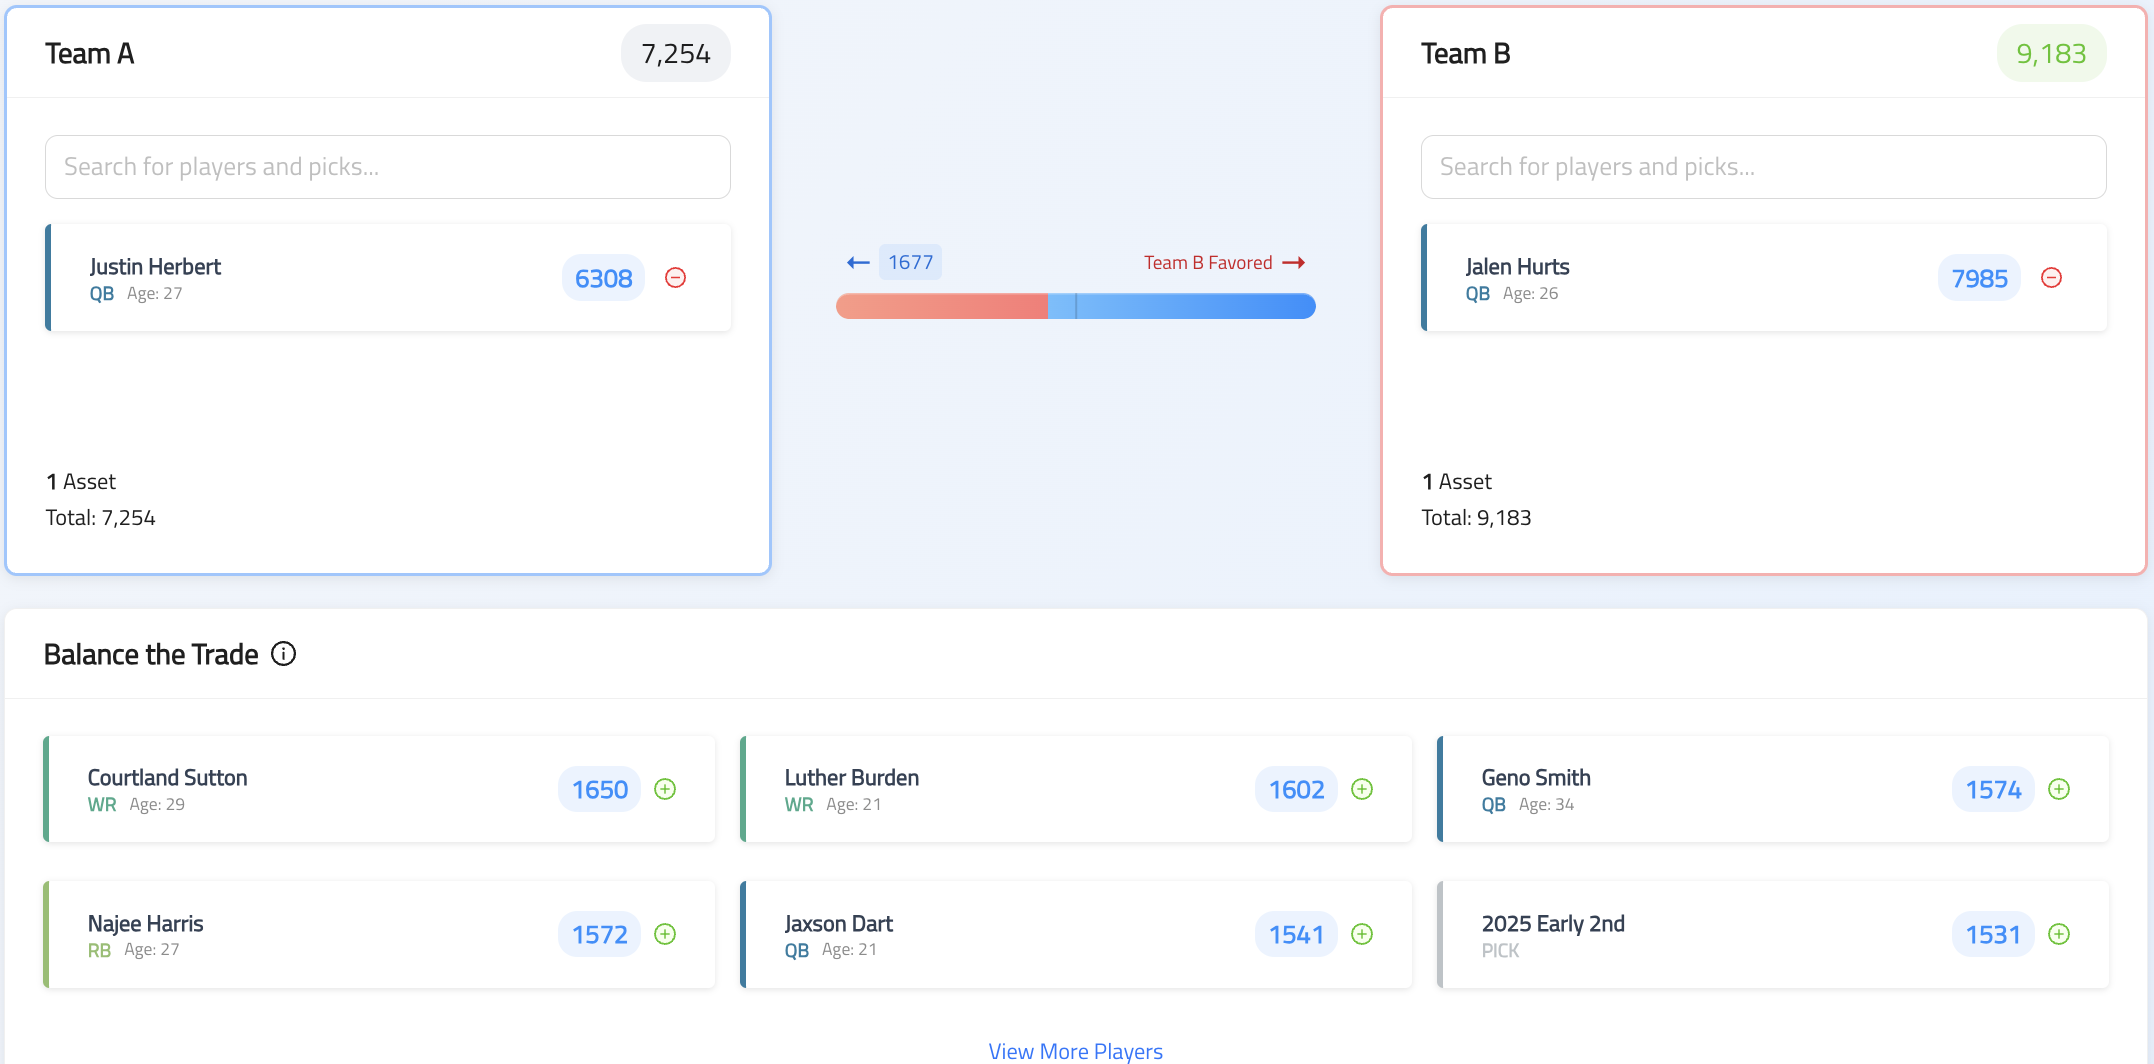 Team A
7,254
Search for players and picks...
Justin Herbert
QB Age: 27
6308
1 Asset
Total: 7,254
← 1677
Team B Favored →
Team B
9,183
Search for players and picks...
Jalen Hurts
QB Age: 26
7985
1 Asset
Total: 9,183
Balance the Trade
Courtland Sutton
WR Age: 29
1650
Luther Burden
WR Age: 21
1602
Geno Smith
QB Age: 34
1574
Najee Harris
RB Age: 27
1572
Jaxson Dart
QB Age: 21
1541
2025 Early 2nd
PICK
1531
View More Players